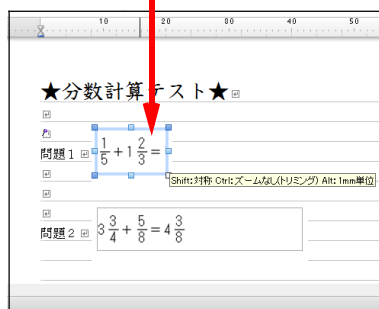 10 20 30 40 50
★分数計算テスト★
問題1 1/5 + 1 2/3 =
Shift:対称 Ctrl:ズームなし(トリミング) Alt:1mm単位
問題2 3 3/4 + 5/8 = 4 3/8